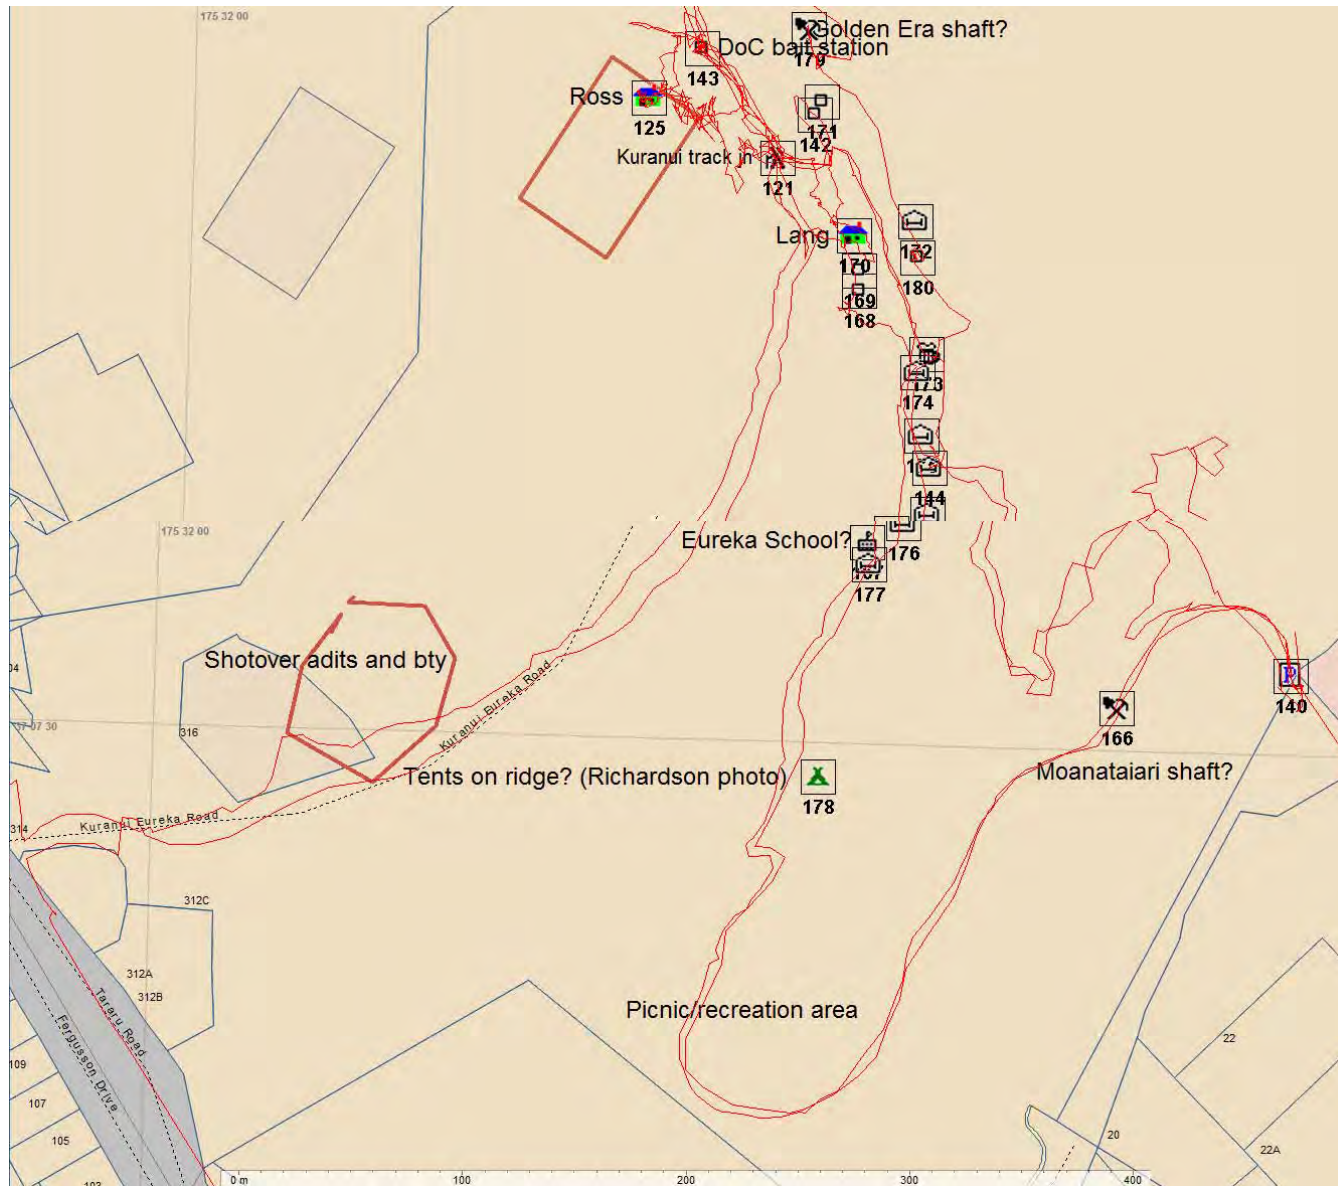 175 32 00
Golden Era shaft?
179
DoC bait station
143
Ross
125
171
142
Kuranui track jn
121
Lang
170
172
180
169
168
173
174
144
175 32 00
Eureka School?
176
177
Shotover adits and bty
04
37 07 30
316
Kuranui Eureka Road
140
166
Moanataiari shaft?
Tents on ridge? (Richardson photo)
178
314
Kuranui Eureka Road
312C
312A
312B
Picnic/recreation area
Tararu Road
Fergusson Drive
22
109
107
105
20
22A
103
0 m
100
200
300
400